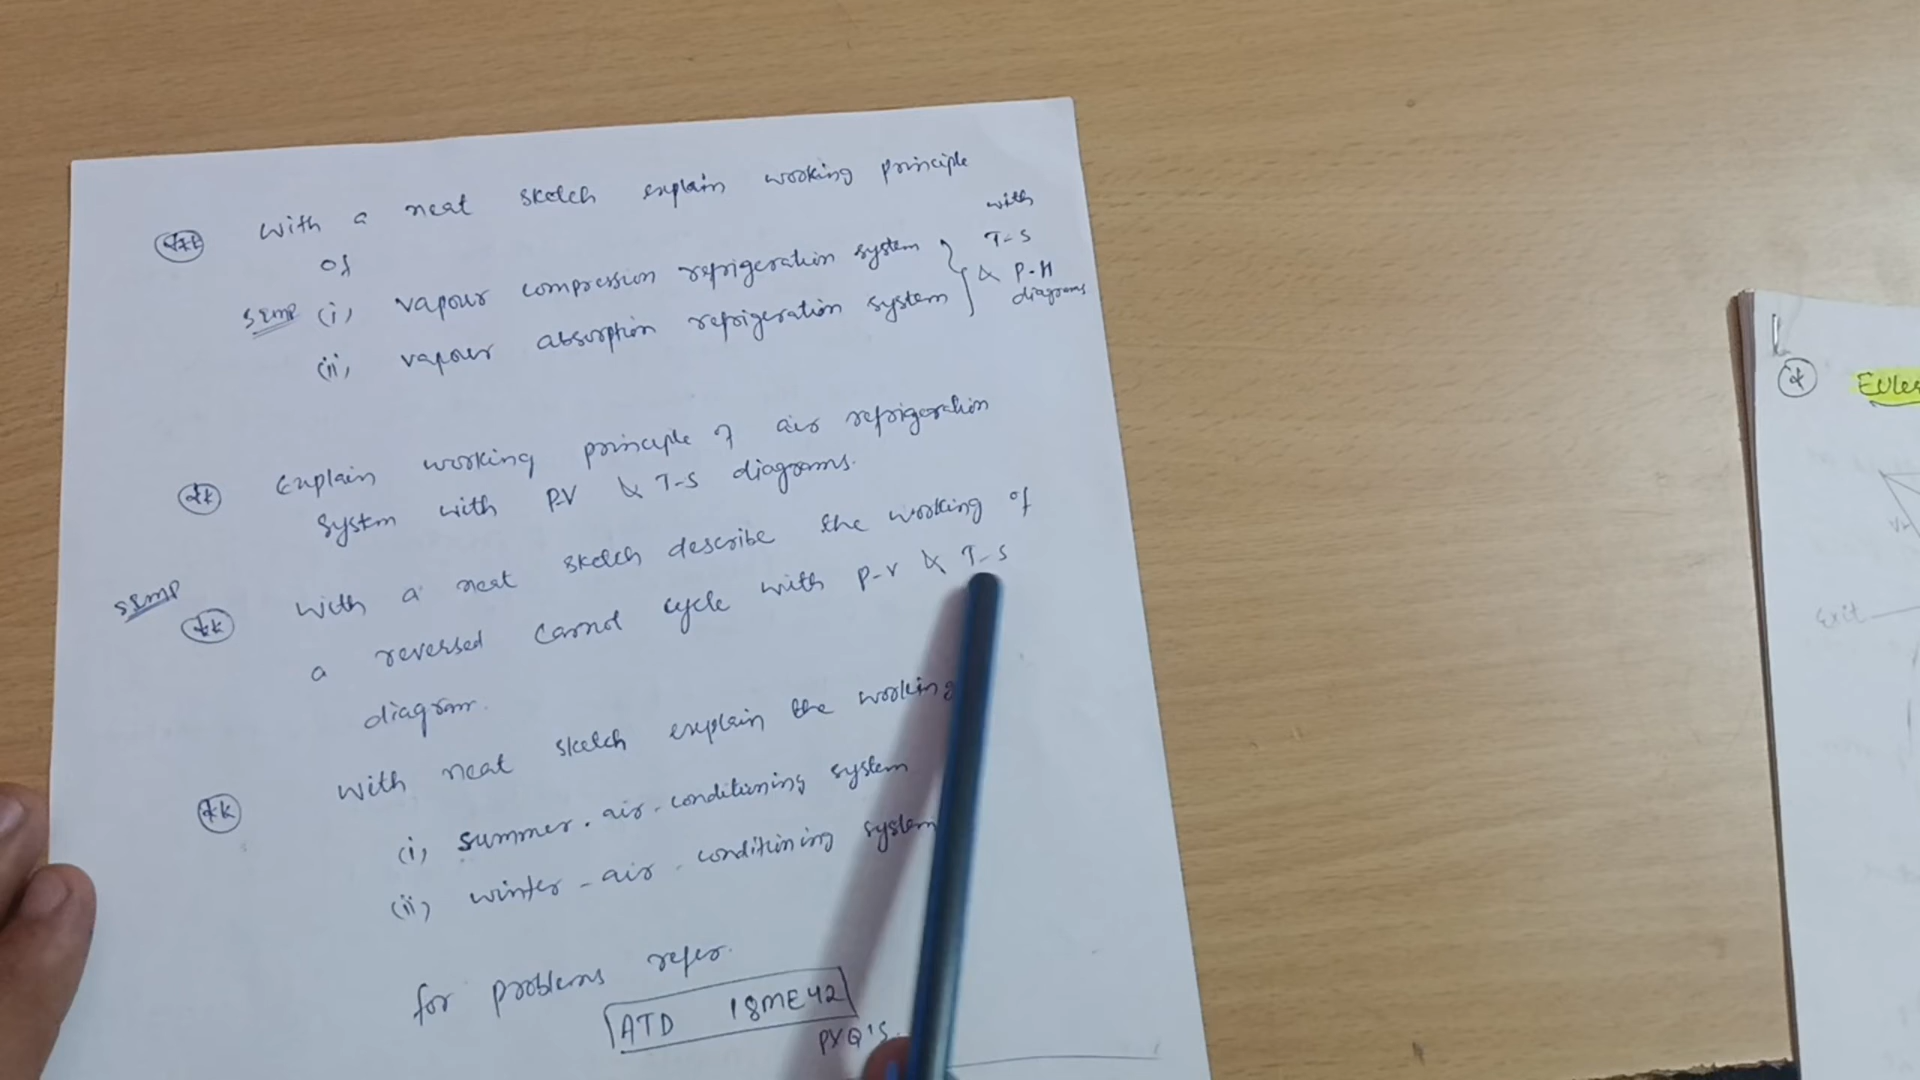 With a neat sketch explain working principle
of
SIMP (i) vapour compression refrigeration system
(ii) vapour absorption refrigeration system
with
T-S
& P-H
diagrams
Explain working principle of air refrigeration
system with P-V & T-S diagrams.
SIMP
With a neat sketch describe the working of
a reversed Carnot cycle with P-V & T-S
diagram.
With neat sketch explain the working
(i) summer. air-conditioning system
(ii) winter-air-conditioning system
for problems refer.
ATD 18ME42
PYQ'S.
Exit